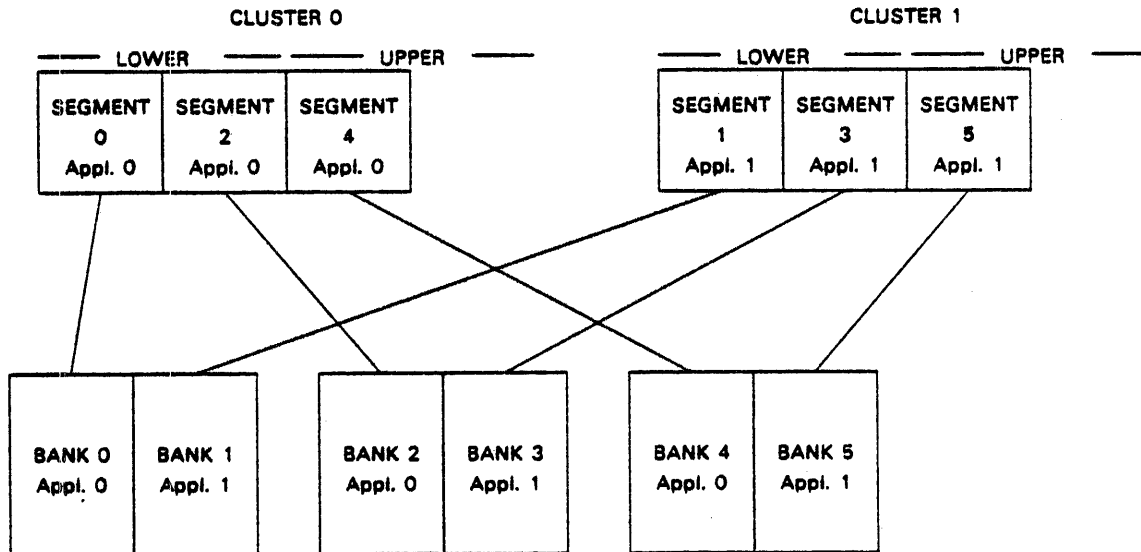 CLUSTER 0 CLUSTER 1
LOWER UPPER LOWER UPPER
SEGMENT SEGMENT SEGMENT SEGMENT SEGMENT SEGMENT
0 2 4 1 3 5
Appl. 0 Appl. 0 Appl. 0 Appl. 1 Appl. 1 Appl. 1
BANK 0 BANK 1 BANK 2 BANK 3 BANK 4 BANK 5
Appl. 0 Appl. 1 Appl. 0 Appl. 1 Appl. 0 Appl. 1